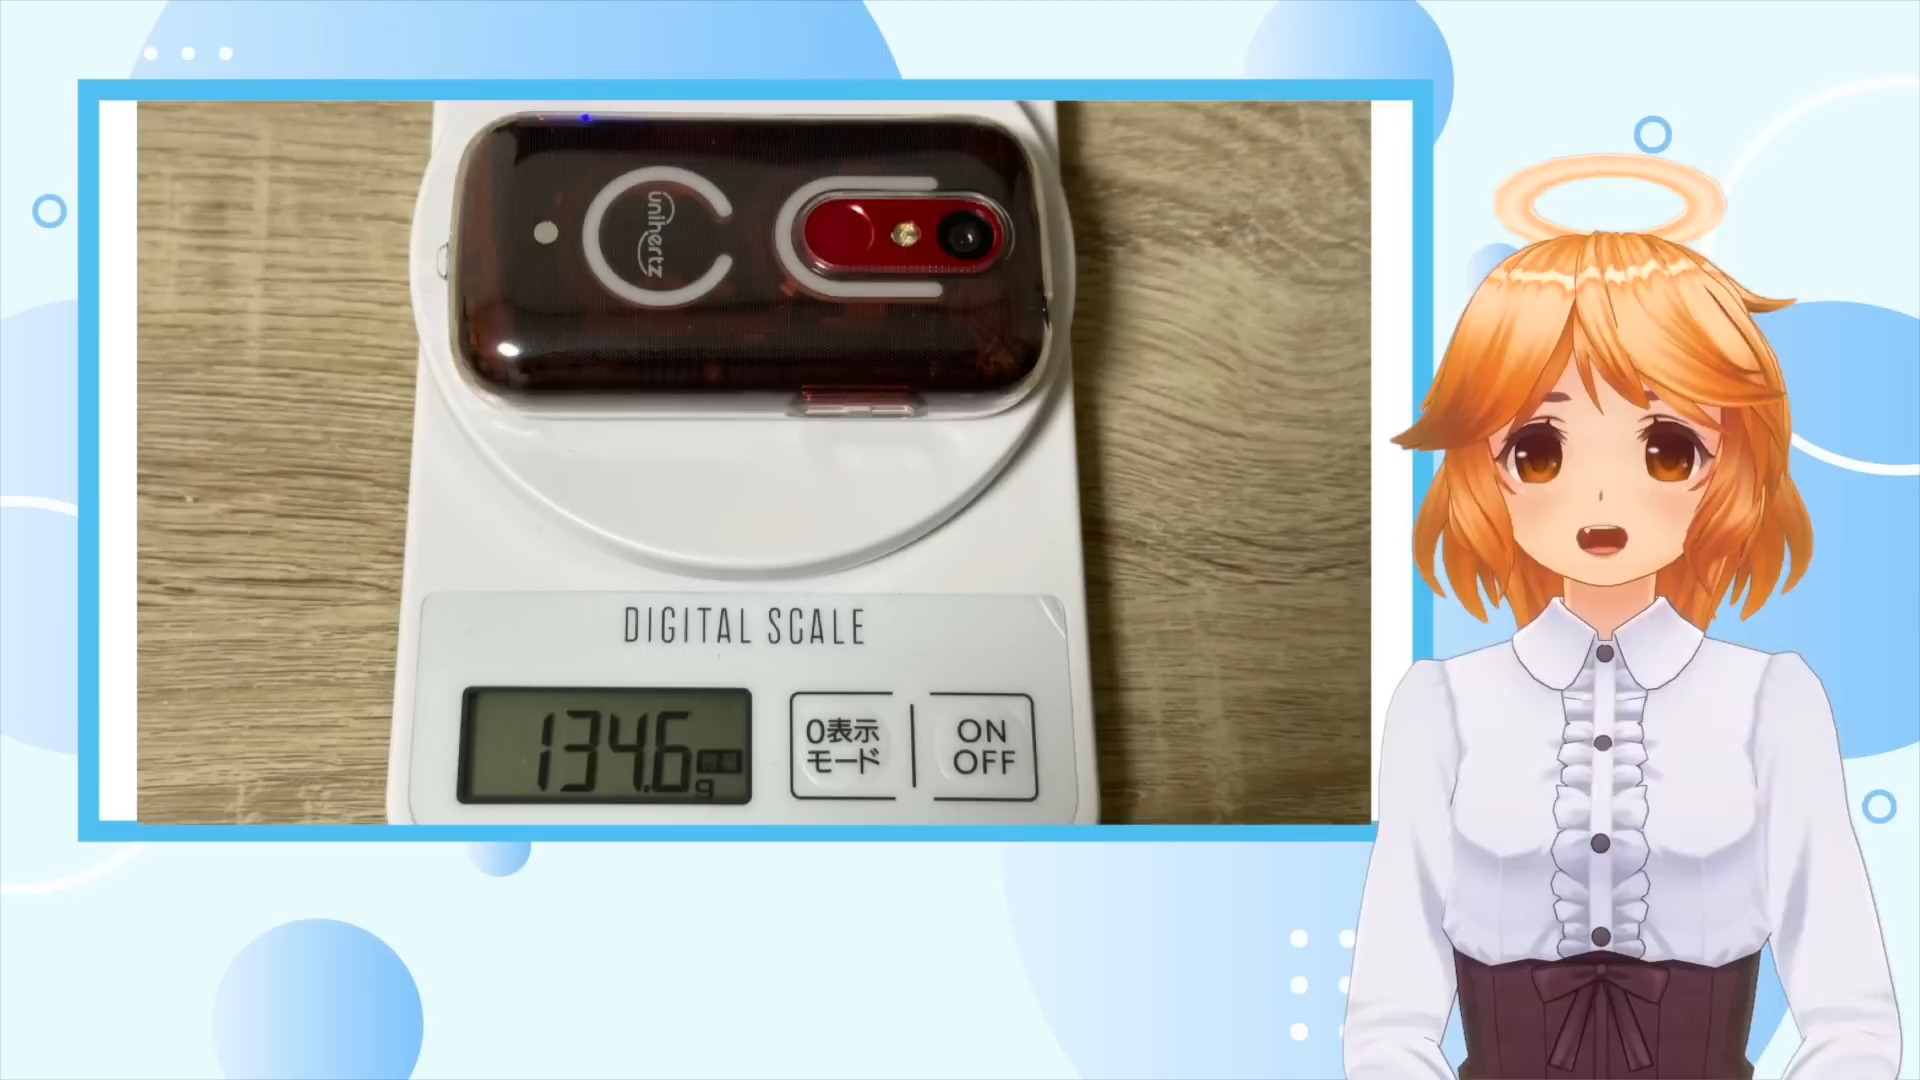 unihertz
DIGITAL SCALE
134.6 g
0表示
モード
ON
OFF